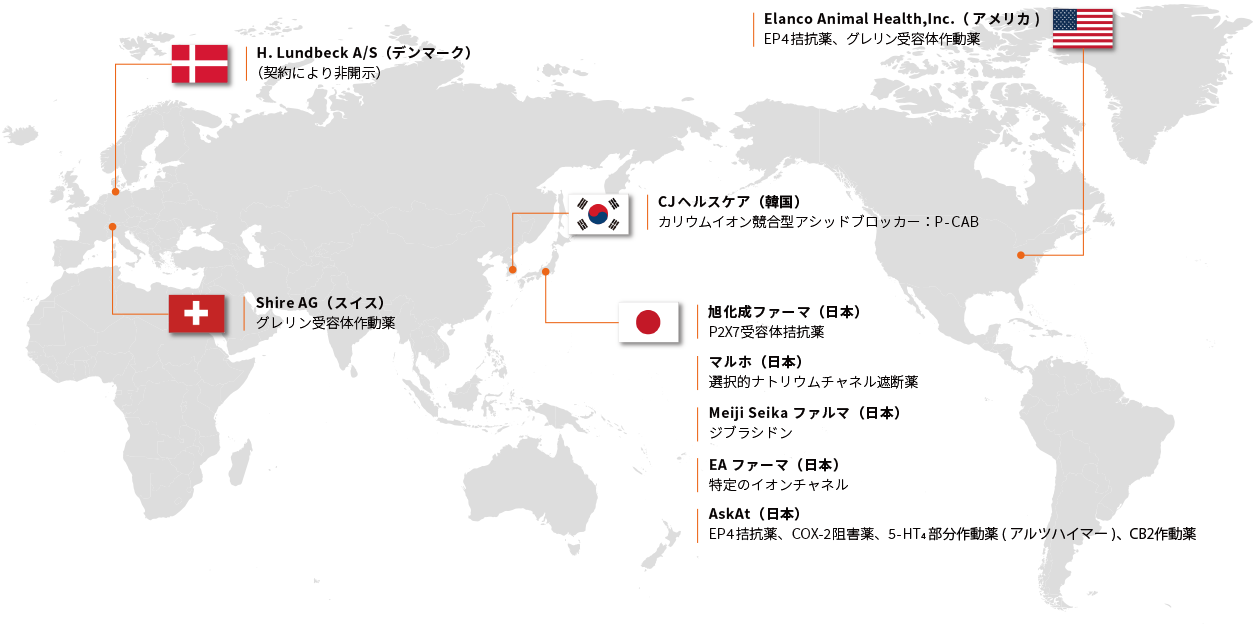 Elanco Animal Health,Inc.（アメリカ）
EP4拮抗薬、グレリン受容体作動薬
H. Lundbeck A/S（デンマーク）
（契約により非開示）
CJヘルスケア（韓国）
カリウムイオン競合型アシッドブロッカー：P-CAB
Shire AG（スイス）
グレリン受容体作動薬
旭化成ファーマ（日本）
P2X7受容体拮抗薬
マルホ（日本）
選択的ナトリウムチャネル遮断薬
Meiji Seika ファルマ（日本）
ジプラシドン
EA ファーマ（日本）
特定のイオンチャネル
AskAt（日本）
EP4拮抗薬、COX-2阻害薬、5-HT₄部分作動薬(アルツハイマー)、CB2作動薬